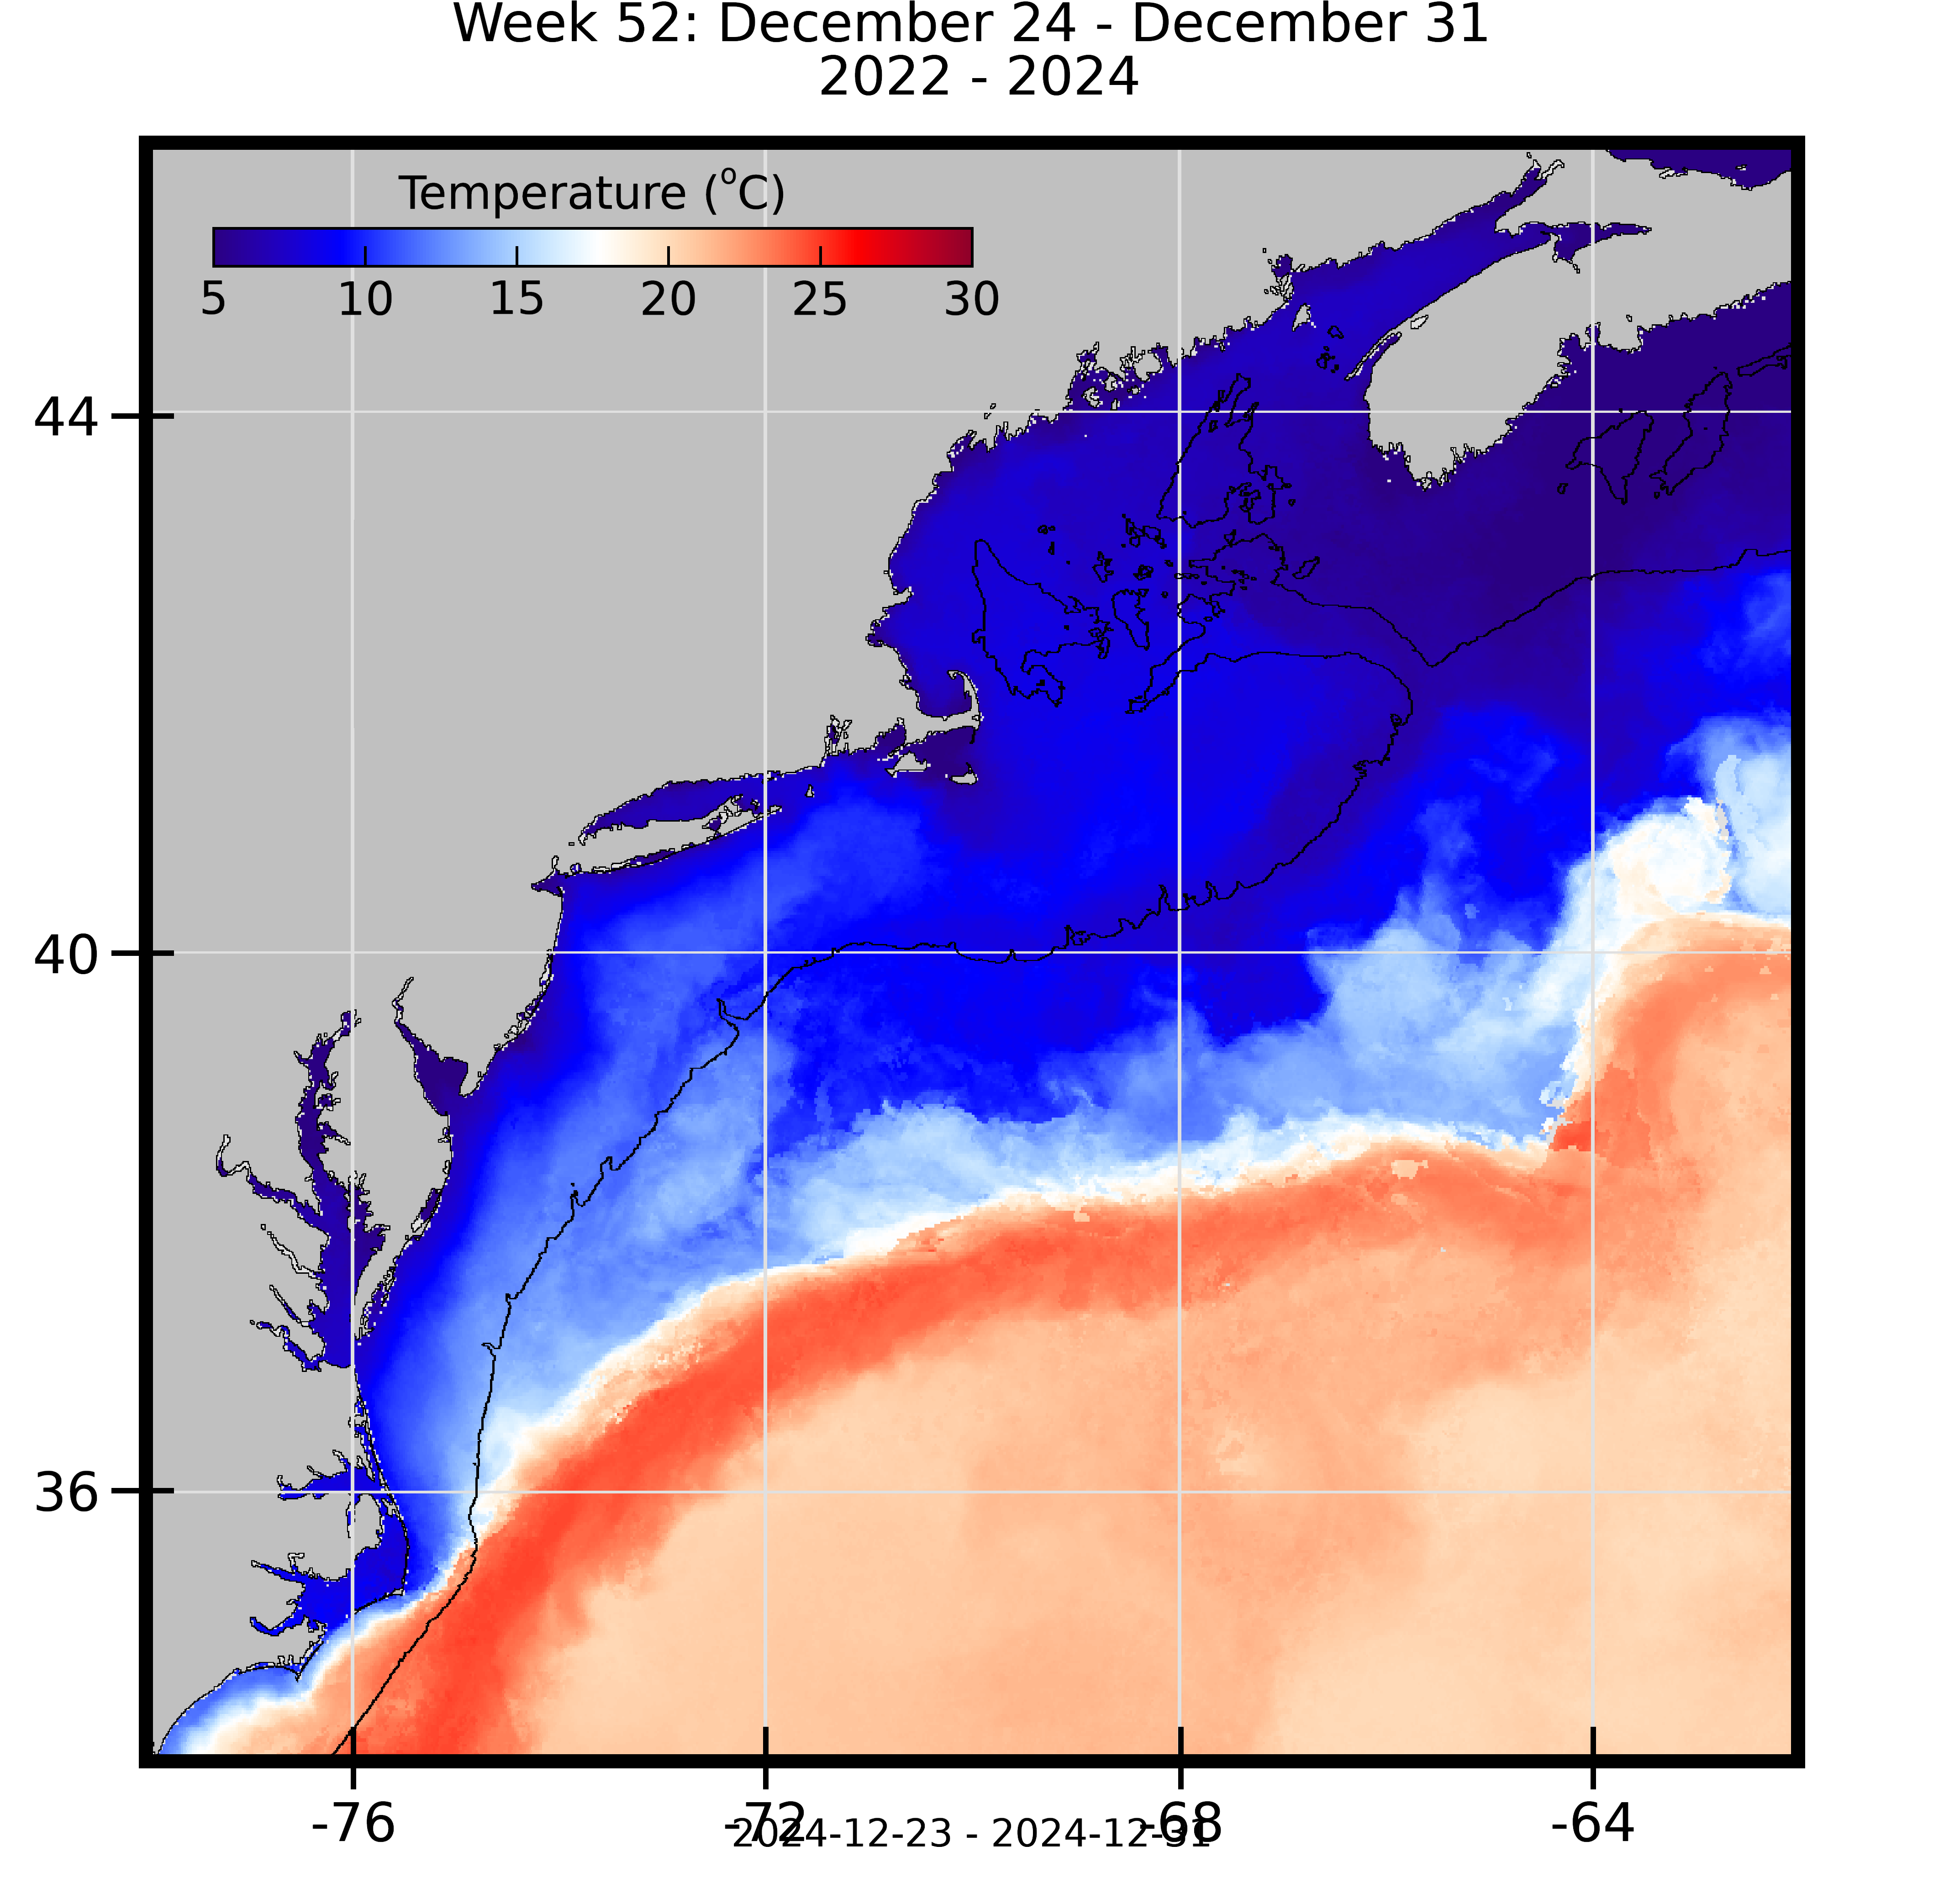 Week 52: December 24 - December 31
2022 - 2024
Temperature (°C)
5 10 15 20 25 30
44
40
36
-76 -72 -68 -64
2024-12-23 - 2024-12-31